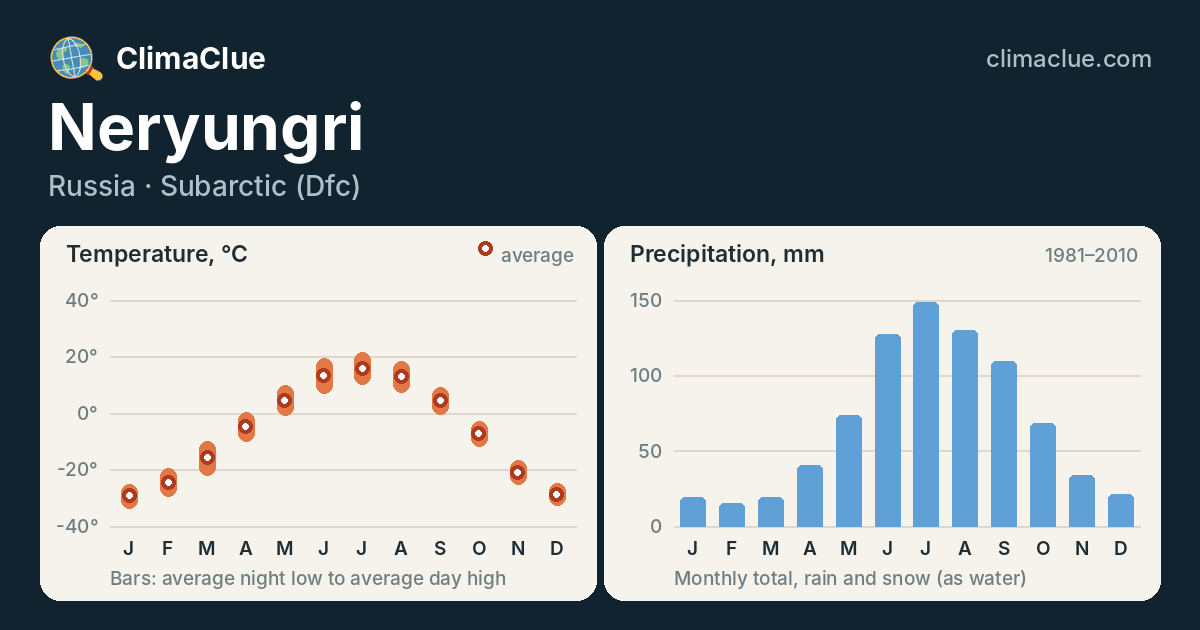 ClimaClue
climaclue.com
Neryungri
Russia · Subarctic (Dfc)
Temperature, °C
average
40°
20°
0°
-20°
-40°
J F M A M J J A S O N D
Bars: average night low to average day high
Precipitation, mm
1981–2010
150
100
50
0
J F M A M J J A S O N D
Monthly total, rain and snow (as water)